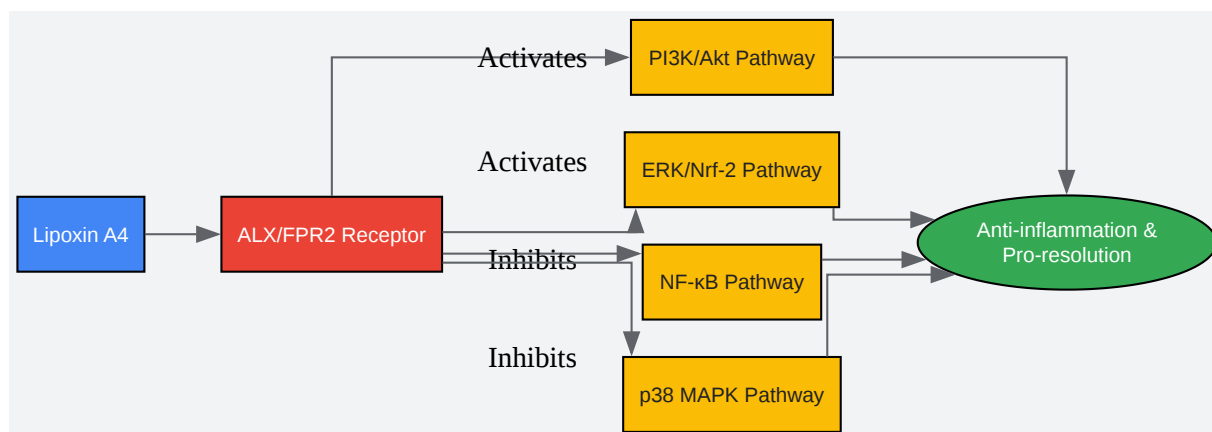 Activates
PI3K/Akt Pathway
Activates
ERK/Nrf-2 Pathway
Lipoxin A4
ALX/FPR2 Receptor
Anti-inflammation &
Pro-resolution
Inhibits
NF-κB Pathway
Inhibits
p38 MAPK Pathway